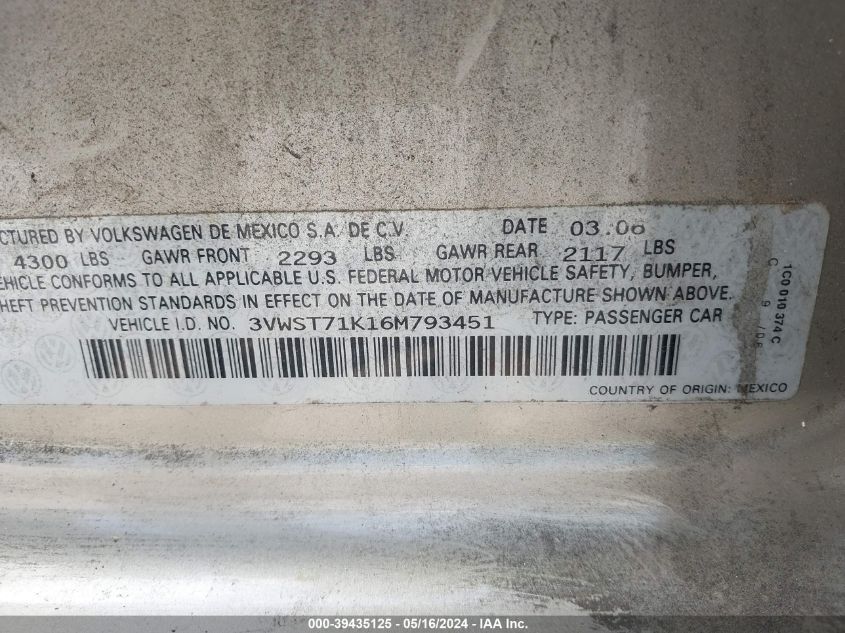 CTURED BY VOLKSWAGEN DE MEXICO S.A. DE C.V. DATE 03.06
4300 LBS GAWR FRONT 2293 LBS GAWR REAR 2117 LBS
VEHICLE CONFORMS TO ALL APPLICABLE U.S. FEDERAL MOTOR VEHICLE SAFETY, BUMPER,
THEFT PREVENTION STANDARDS IN EFFECT ON THE DATE OF MANUFACTURE SHOWN ABOVE.
VEHICLE I.D. NO. 3VWST71K16M793451 TYPE: PASSENGER CAR
COUNTRY OF ORIGIN: MEXICO
1C0 010 374 C
000-39435125 - 05/16/2024 - IAA Inc.